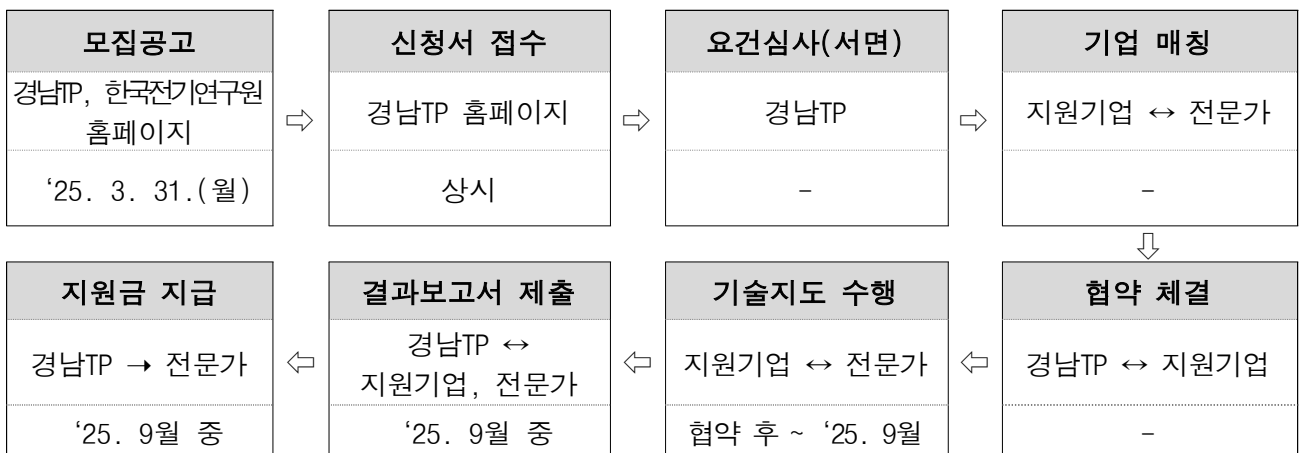 모집공고
경남TP, 한국전기연구원
홈페이지
‘25. 3. 31.(월)
⇨
신청서 접수
경남TP 홈페이지
상시
⇨
요건심사(서면)
경남TP
-
⇨
기업 매칭
지원기업 ↔ 전문가
-
⇩
협약 체결
경남TP ↔ 지원기업
-
⇦
기술지도 수행
지원기업 ↔ 전문가
협약 후 ~ ‘25. 9월
⇦
결과보고서 제출
경남TP ↔
지원기업, 전문가
‘25. 9월 중
⇦
지원금 지급
경남TP → 전문가
‘25. 9월 중